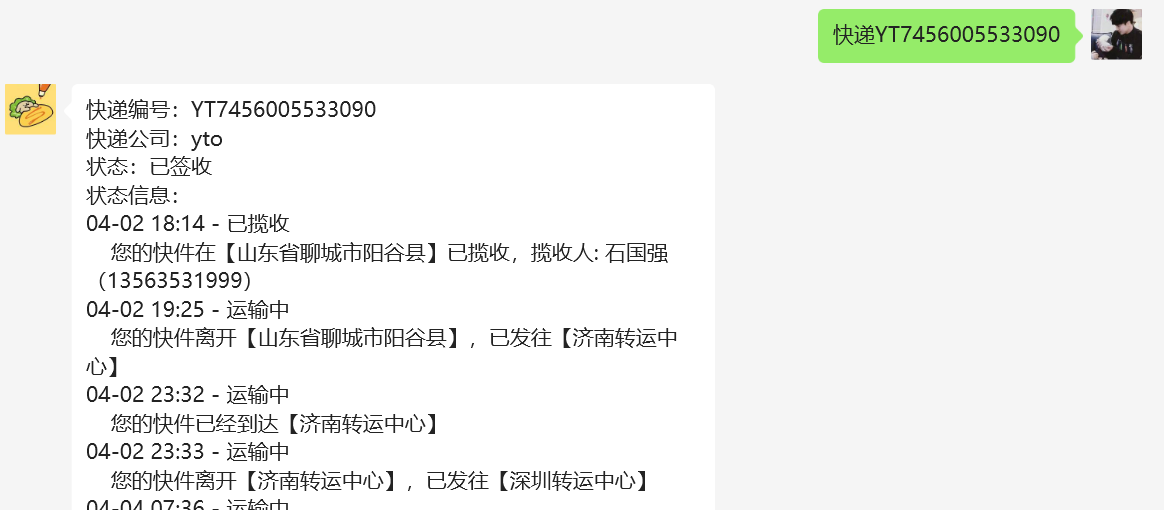 快递YT7456005533090
快递编号：YT7456005533090
快递公司：yto
状态：已签收
状态信息：
04-02 18:14 - 已揽收
您的快件在【山东省聊城市阳谷县】已揽收，揽收人: 石国强
（13563531999）
04-02 19:25 - 运输中
您的快件离开【山东省聊城市阳谷县】，已发往【济南转运中
心】
04-02 23:32 - 运输中
您的快件已经到达【济南转运中心】
04-02 23:33 - 运输中
您的快件离开【济南转运中心】，已发往【深圳转运中心】
04-04 07:36 - 运输中